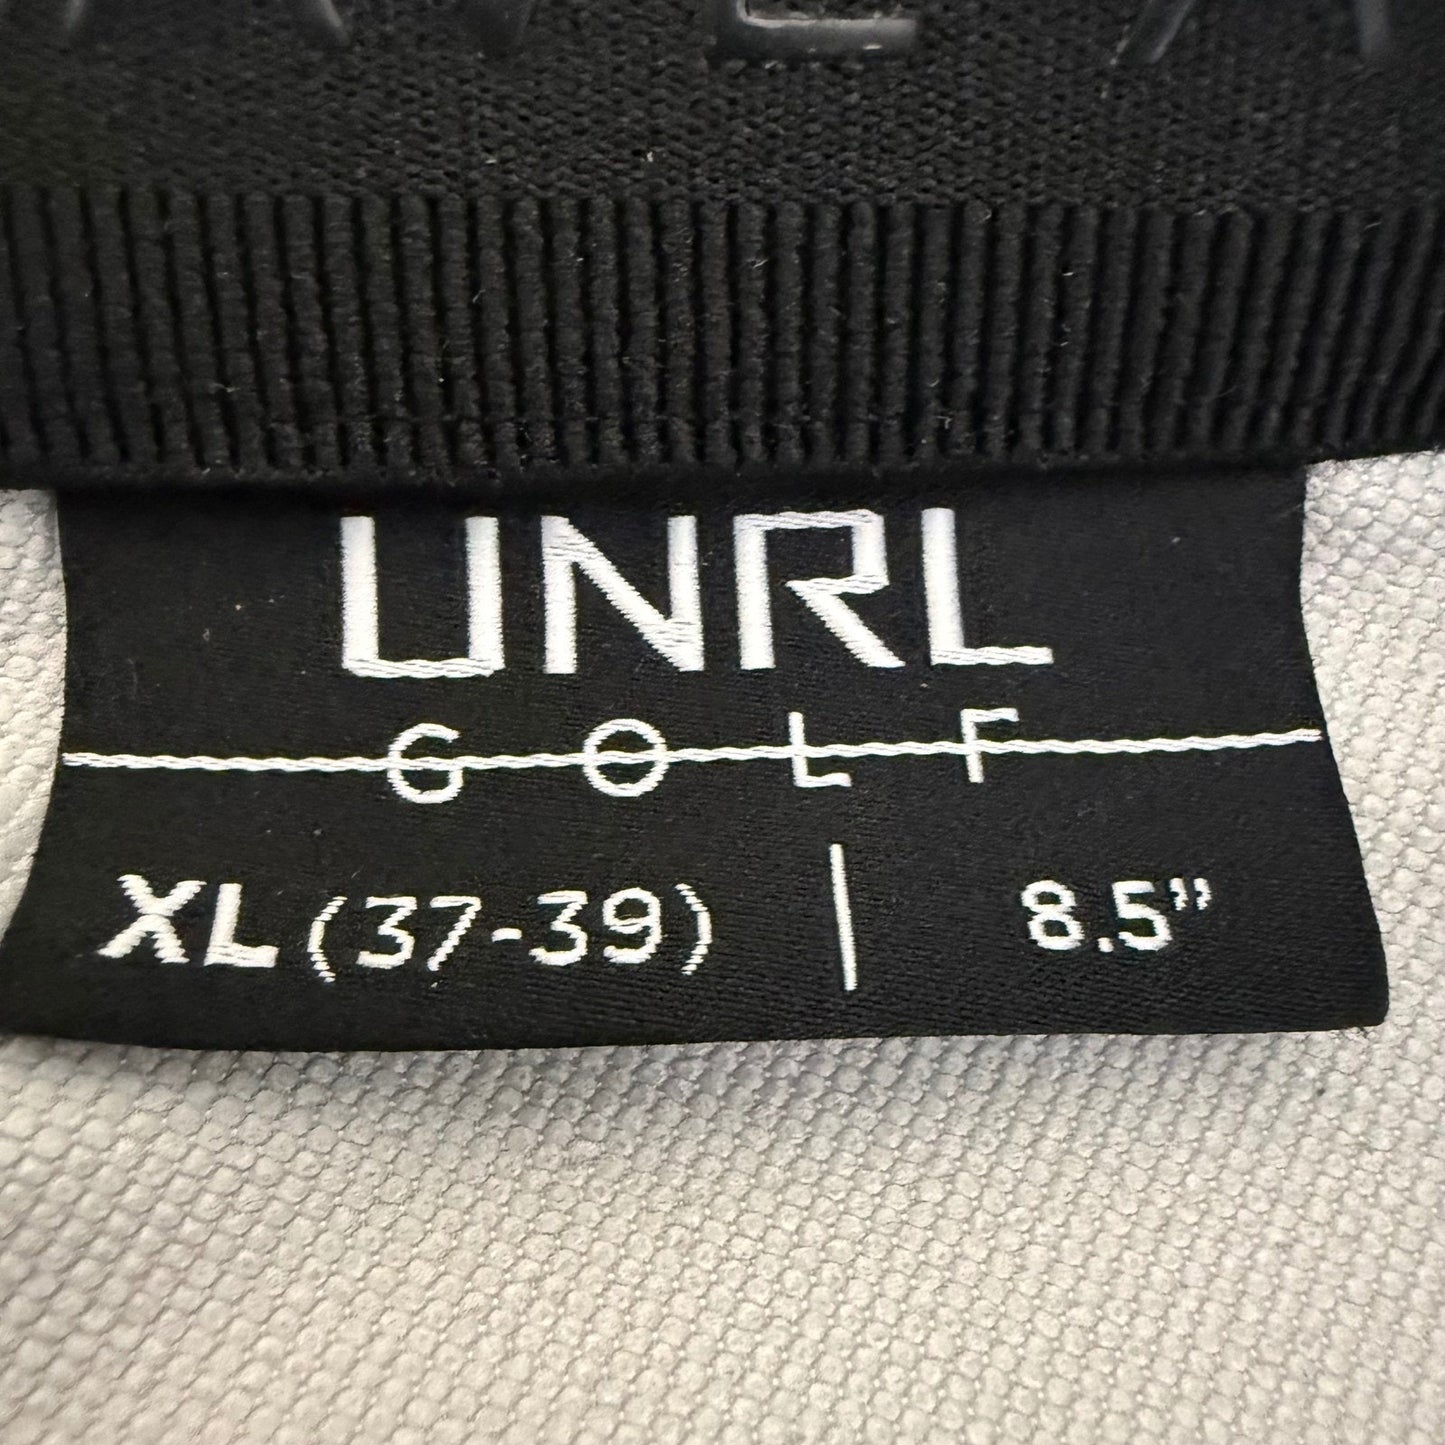 UNRL
GOLF
XL (37-39) | 8.5”